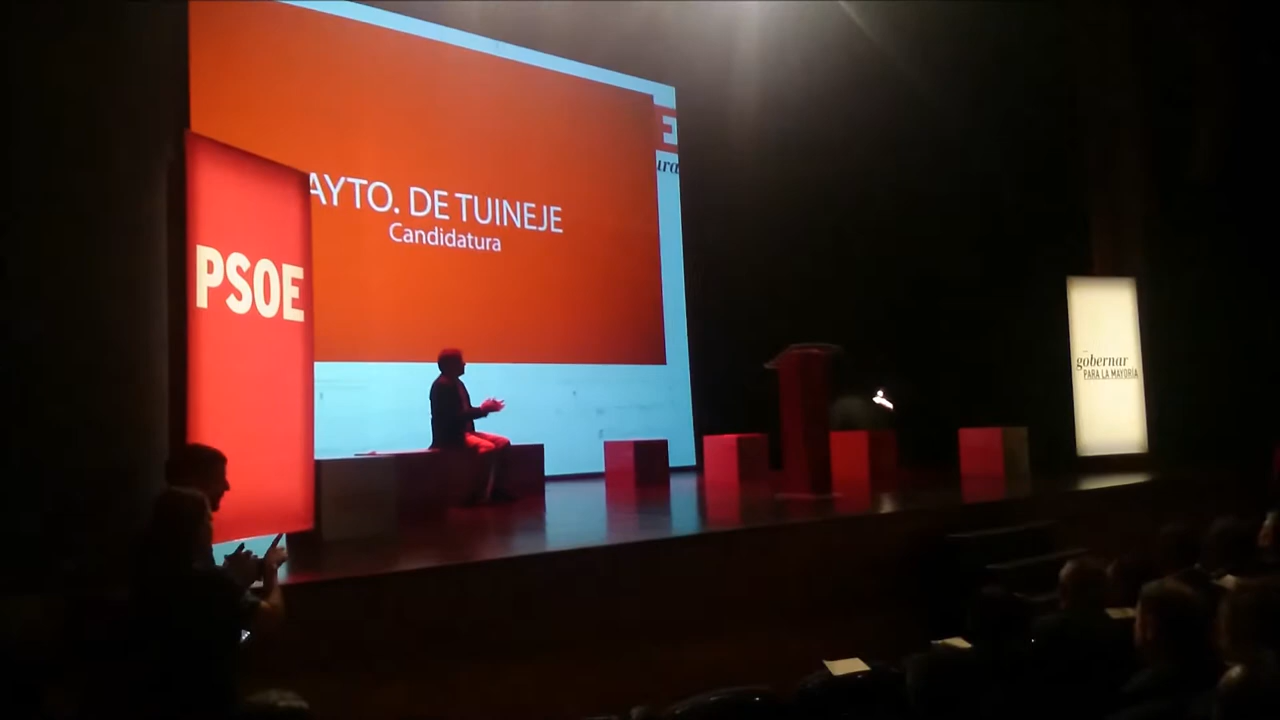 AYTO. DE TUINEJE
Candidatura
PSOE
gobernar
PARA LA MAYORÍA